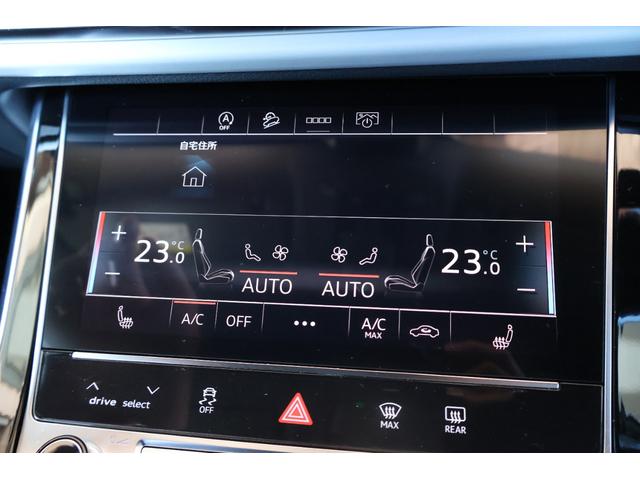 A
OFF
自宅住所
+ 23.0 °C 23.0 °C +
− −
AUTO AUTO
A/C OFF ... A/C MAX
drive select OFF MAX REAR